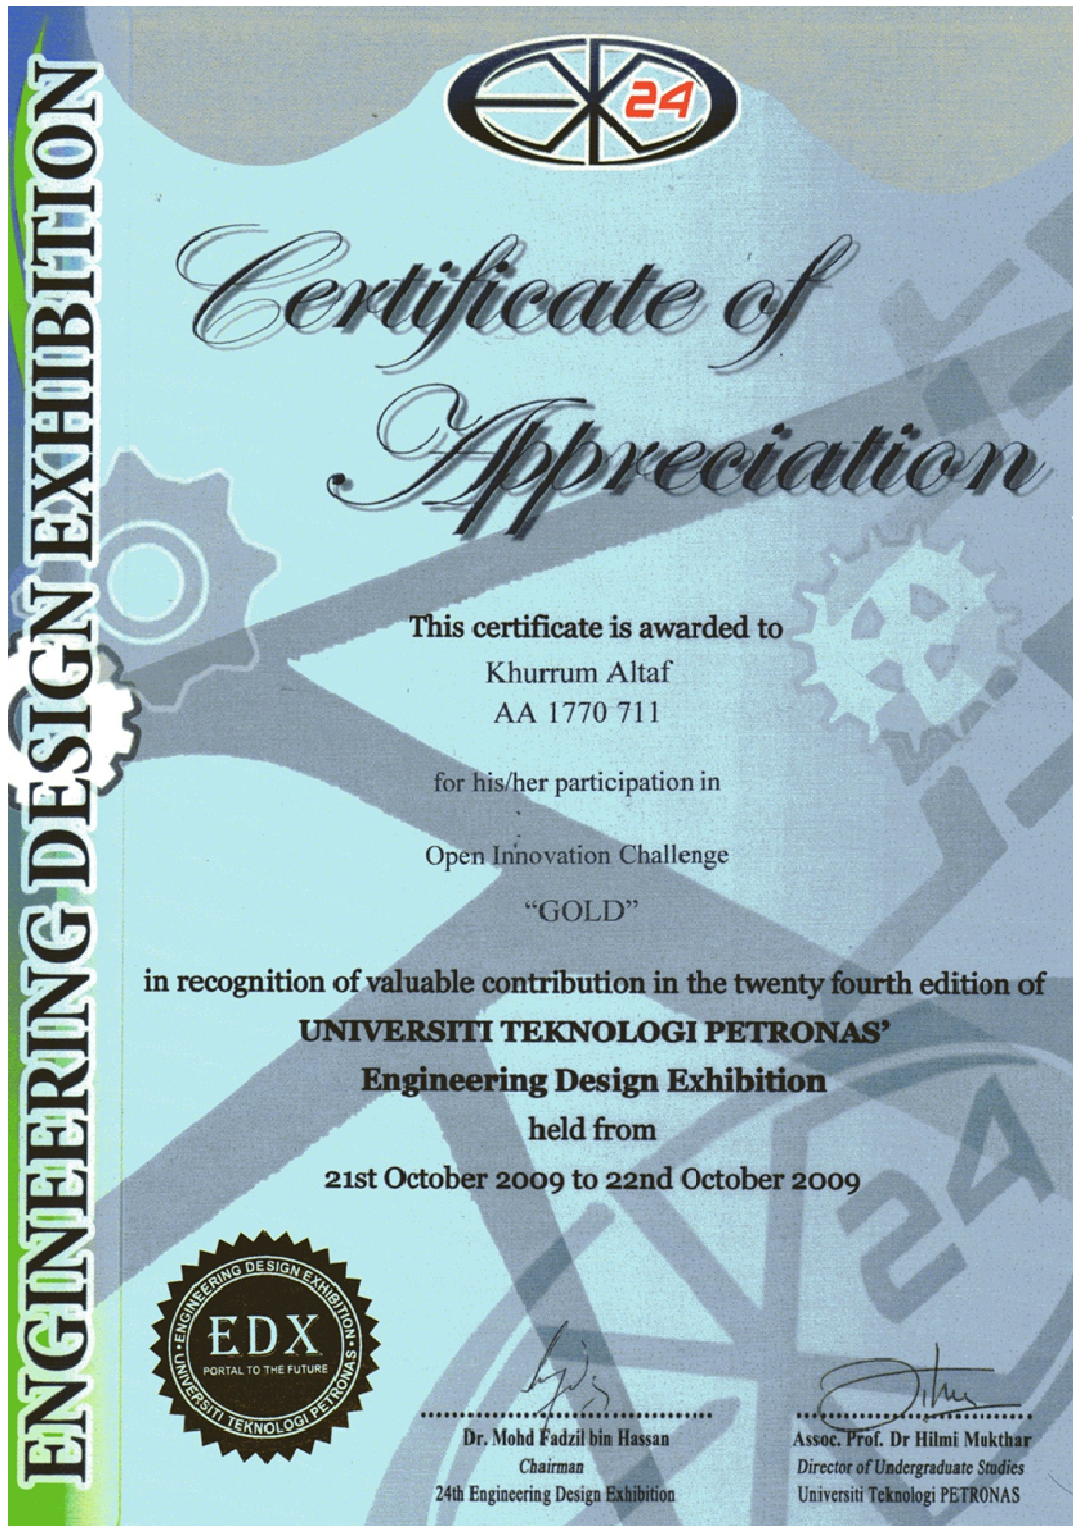 EDX 24
ENGINEERING DESIGN EXHIBITION
Certificate of
Appreciation
This certificate is awarded to
Khurrum Altaf
AA 1770 711
for his/her participation in
Open Innovation Challenge
“GOLD”
in recognition of valuable contribution in the twenty fourth edition of
UNIVERSITI TEKNOLOGI PETRONAS’
Engineering Design Exhibition
held from
21st October 2009 to 22nd October 2009
24
• ENGINEERING DESIGN EXHIBITION •
EDX
PORTAL TO THE FUTURE
UNIVERSITI TEKNOLOGI PETRONAS
Dr. Mohd Fadzil bin Hassan
Chairman
24th Engineering Design Exhibition
Assoc. Prof. Dr Hilmi Mukthar
Director of Undergraduate Studies
Universiti Teknologi PETRONAS